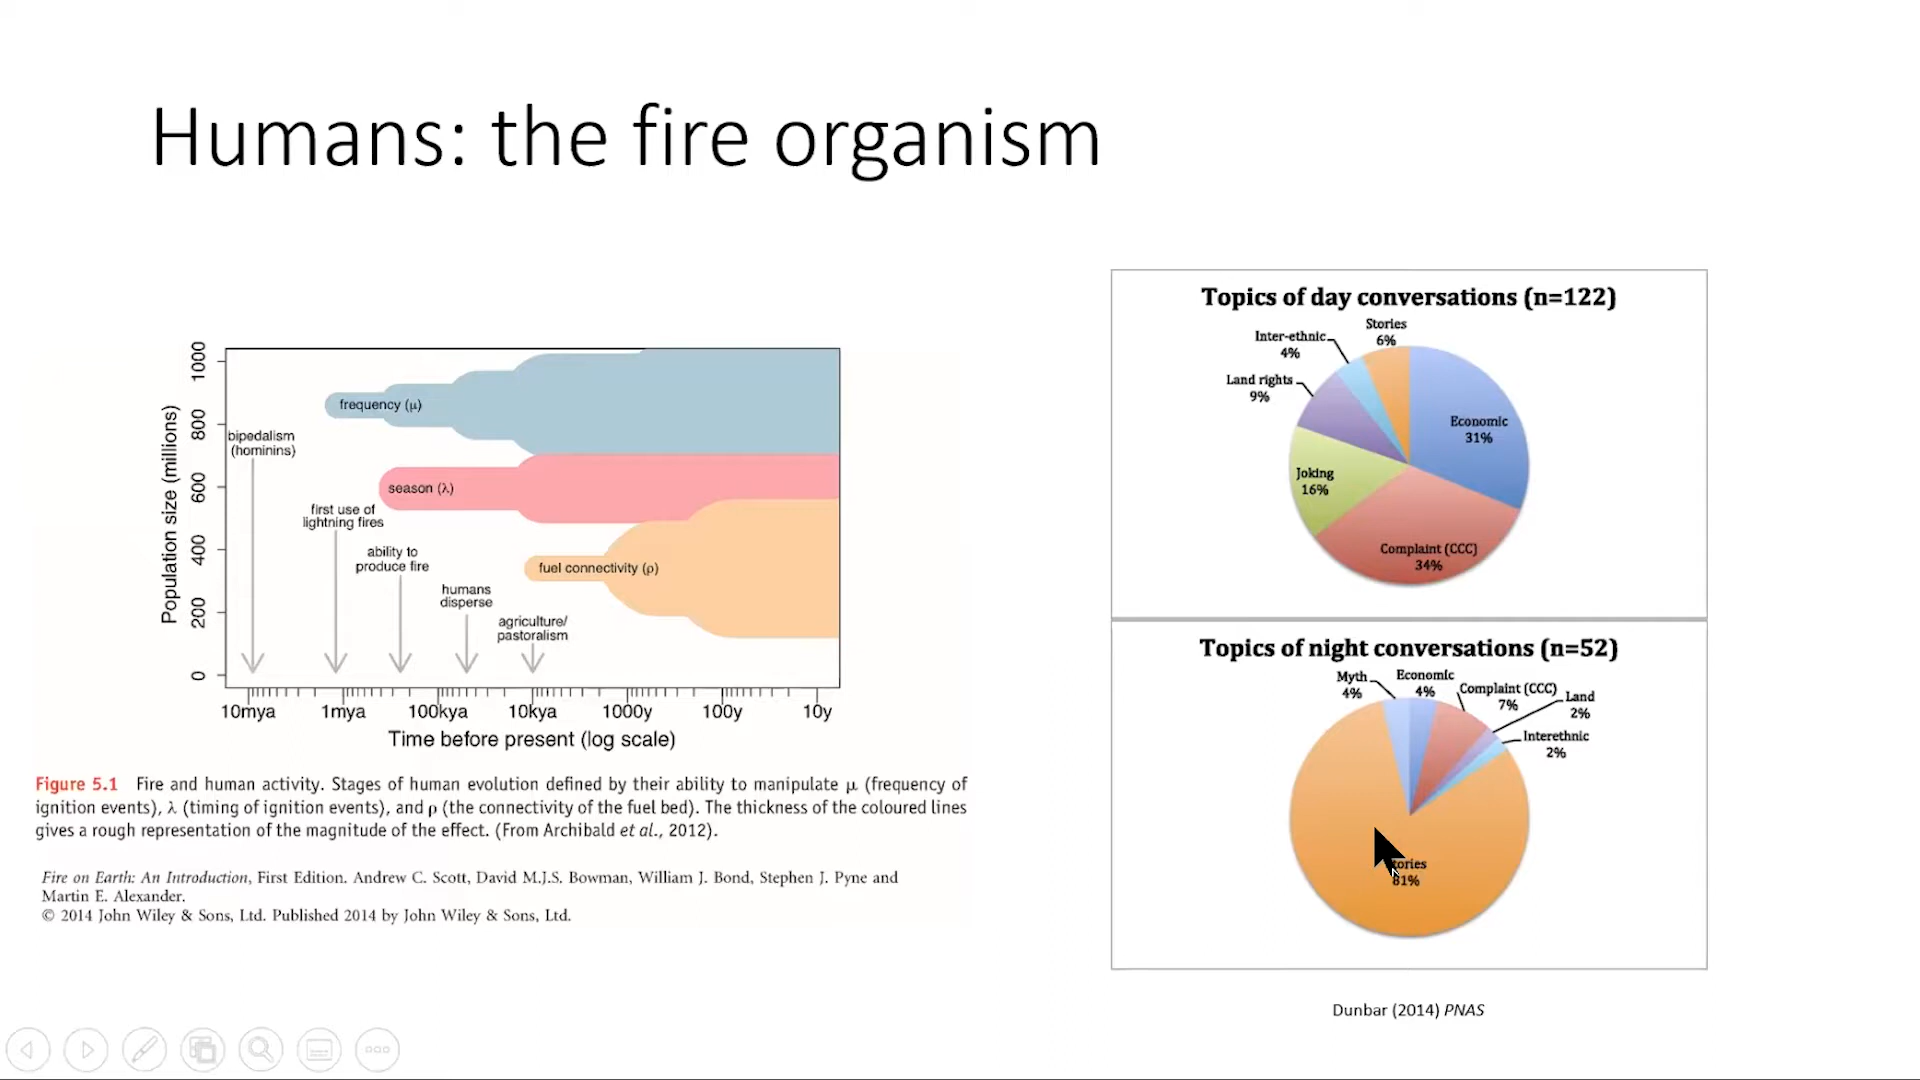 Humans: the fire organism
Population size (millions)
1000
800
600
400
200
0
frequency (μ)
season (λ)
fuel connectivity (ρ)
bipedalism
(hominins)
first use of
lightning fires
ability to
produce fire
humans
disperse
agriculture/
pastoralism
10mya 1mya 100kya 10kya 1000y 100y 10y
Time before present (log scale)
Figure 5.1 Fire and human activity. Stages of human evolution defined by their ability to manipulate μ (frequency of
ignition events), λ (timing of ignition events), and ρ (the connectivity of the fuel bed). The thickness of the coloured lines
gives a rough representation of the magnitude of the effect. (From Archibald et al., 2012).
Fire on Earth: An Introduction, First Edition. Andrew C. Scott, David M.J.S. Bowman, William J. Bond, Stephen J. Pyne and
Martin E. Alexander.
© 2014 John Wiley & Sons, Ltd. Published 2014 by John Wiley & Sons, Ltd.
Topics of day conversations (n=122)
Stories
6%
Inter-ethnic
4%
Land rights
9%
Joking
16%
Economic
31%
Complaint (CCC)
34%
Topics of night conversations (n=52)
Myth
4%
Economic
4%
Complaint (CCC)
7%
Land
2%
Interethnic
2%
tories
81%
Dunbar (2014) PNAS